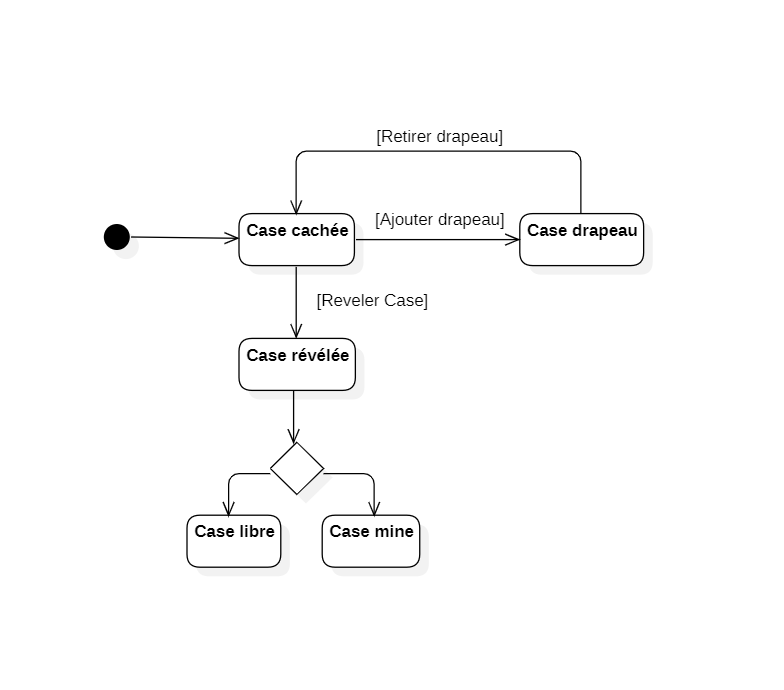 [Retirer drapeau]
Case cachée
[Ajouter drapeau]
Case drapeau
[Reveler Case]
Case révélée
Case libre
Case mine